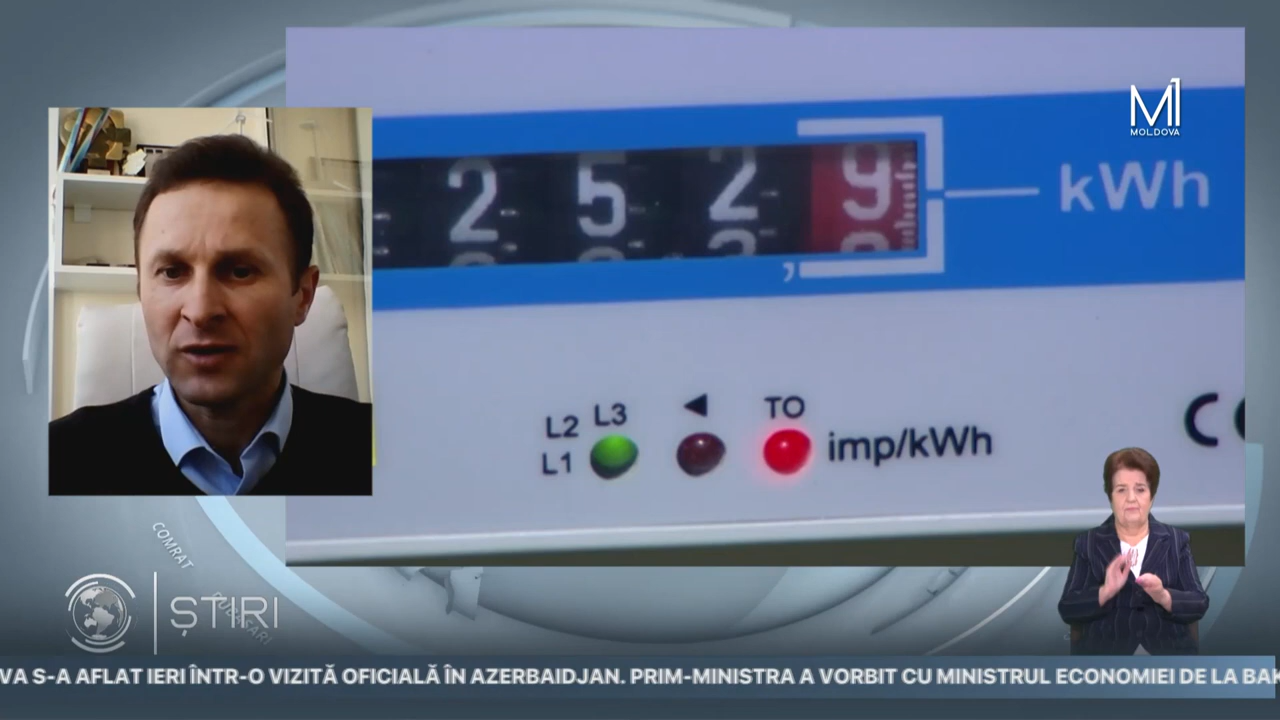 M1
MOLDOVA
2 5 2 9
kWh
L2 L3
L1
TO
imp/kWh
COMRAT
ȘTIRI
VA S-A AFLAT IERI ÎNTR-O VIZITĂ OFICIALĂ ÎN AZERBAIDJAN. PRIM-MINISTRA A VORBIT CU MINISTRUL ECONOMIEI DE LA BAK